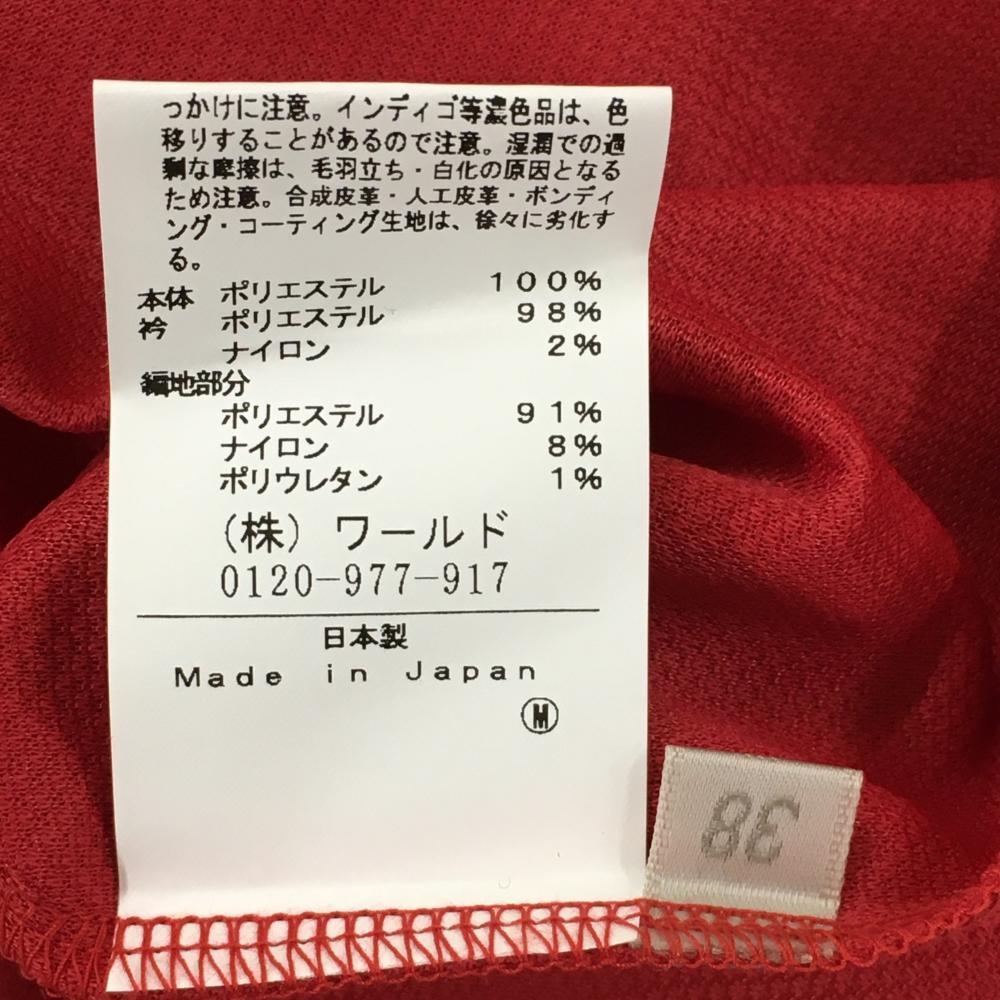 っかけに注意。インディゴ等濃色品は、色
移りすることがあるので注意。湿潤での過
剰な摩擦は、毛羽立ち・白化の原因となる
ため注意。合成皮革・人工皮革・ボンディ
ング・コーティング生地は、徐々に劣化す
る。
本体 ポリエステル 100%
衿 ポリエステル 98%
ナイロン 2%
編地部分
ポリエステル 91%
ナイロン 8%
ポリウレタン 1%
(株) ワールド
0120-977-917
日本製
Made in Japan
M
38